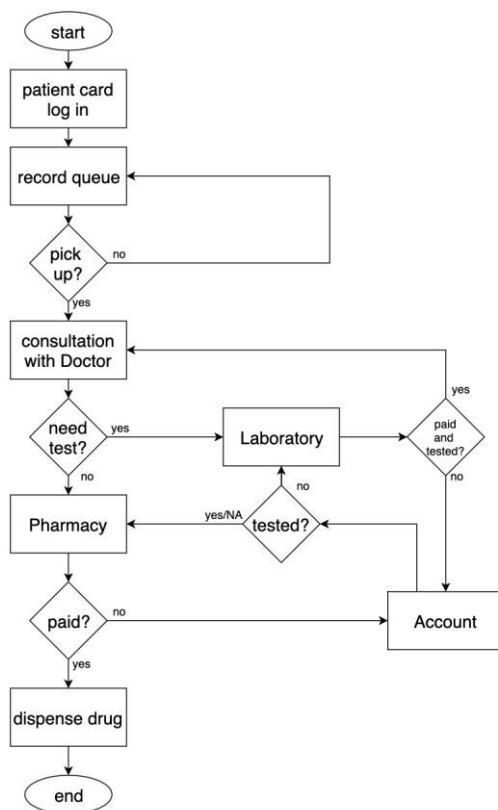 start
patient card
log in
record queue
pick
up?
no
yes
consultation
with Doctor
yes
need
test?
yes
Laboratory
paid
and
tested?
no
no
no
Pharmacy
yes/NA
tested?
paid?
no
Account
yes
dispense drug
end